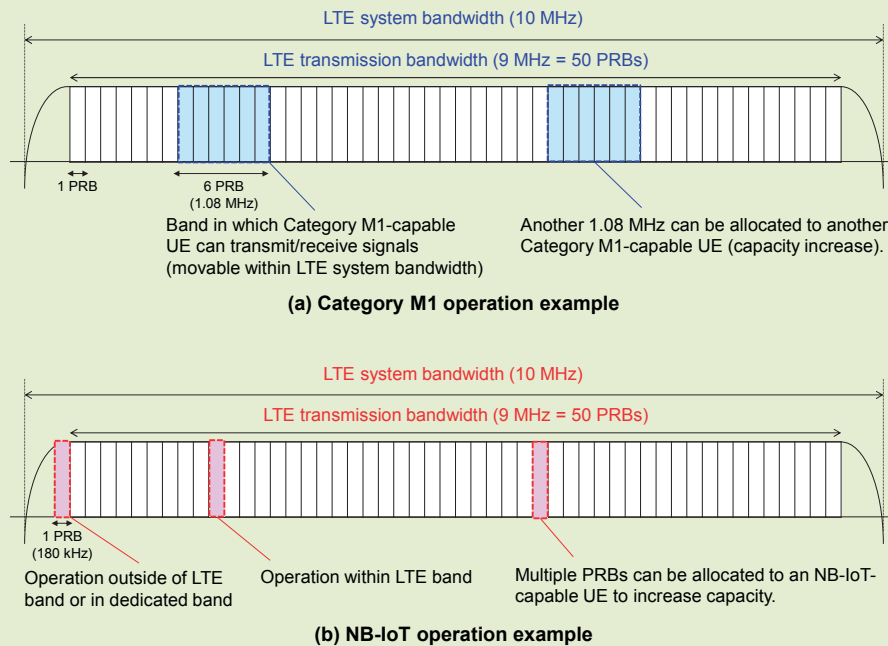 LTE system bandwidth (10 MHz)
LTE transmission bandwidth (9 MHz = 50 PRBs)
1 PRB
6 PRB
(1.08 MHz)
Band in which Category M1-capable
UE can transmit/receive signals
(movable within LTE system bandwidth)
Another 1.08 MHz can be allocated to another
Category M1-capable UE (capacity increase).
(a) Category M1 operation example
LTE system bandwidth (10 MHz)
LTE transmission bandwidth (9 MHz = 50 PRBs)
1 PRB
(180 kHz)
Operation outside of LTE
band or in dedicated band
Operation within LTE band
Multiple PRBs can be allocated to an NB-IoT-
capable UE to increase capacity.
(b) NB-IoT operation example